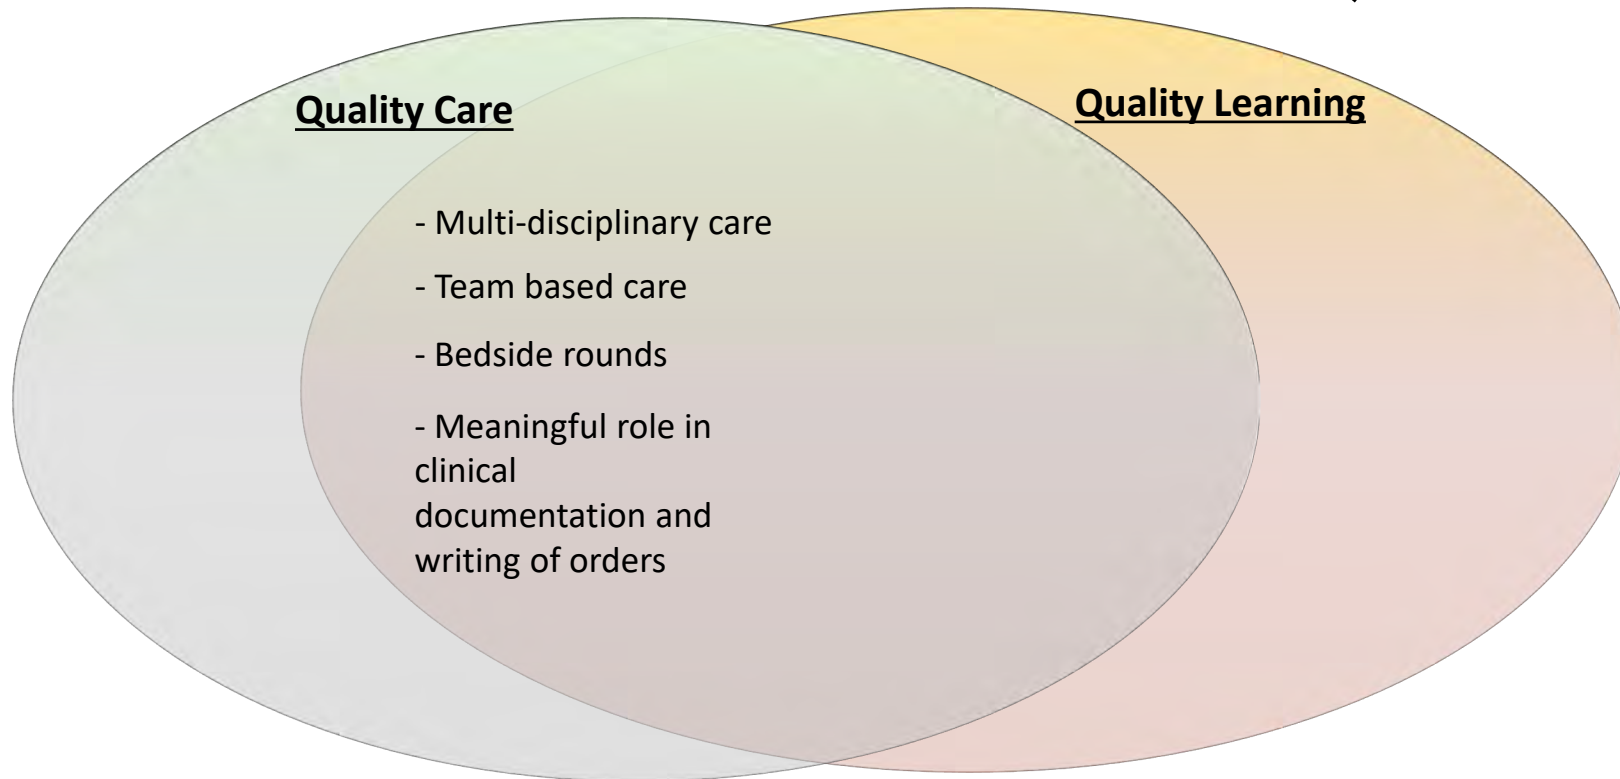 Quality Care
Quality Learning
- Multi-disciplinary care
- Team based care
- Bedside rounds
- Meaningful role in
clinical
documentation and
writing of orders